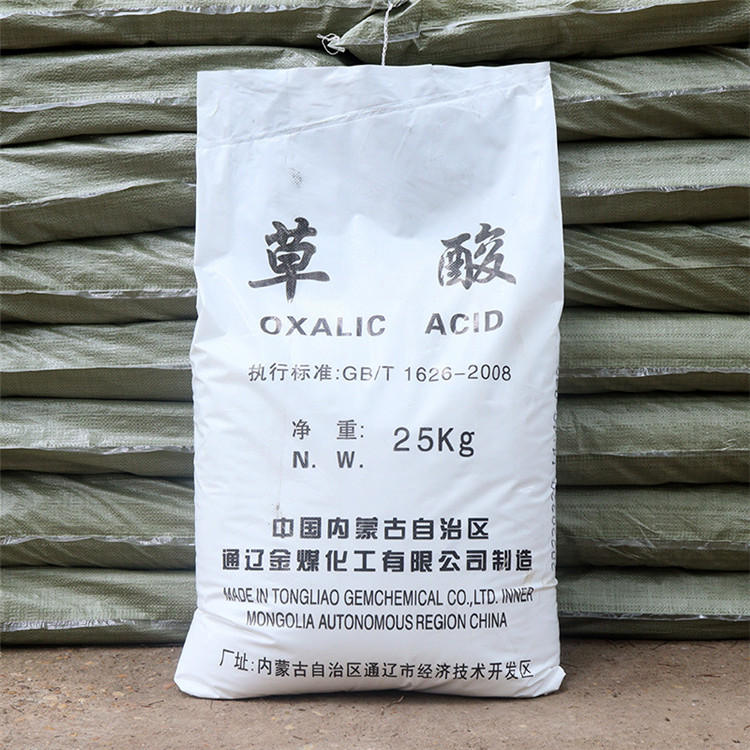 草 酸
OXALIC ACID
执行标准:GB/T 1626-2008
净 重: 25Kg
N. W.
中国内蒙古自治区
通辽金煤化工有限公司制造
MADE IN TONGLIAO GEMCHEMICAL CO.,LTD. INNER
MONGOLIA AUTONOMOUS REGION CHINA
厂址:内蒙古自治区通辽市经济技术开发区